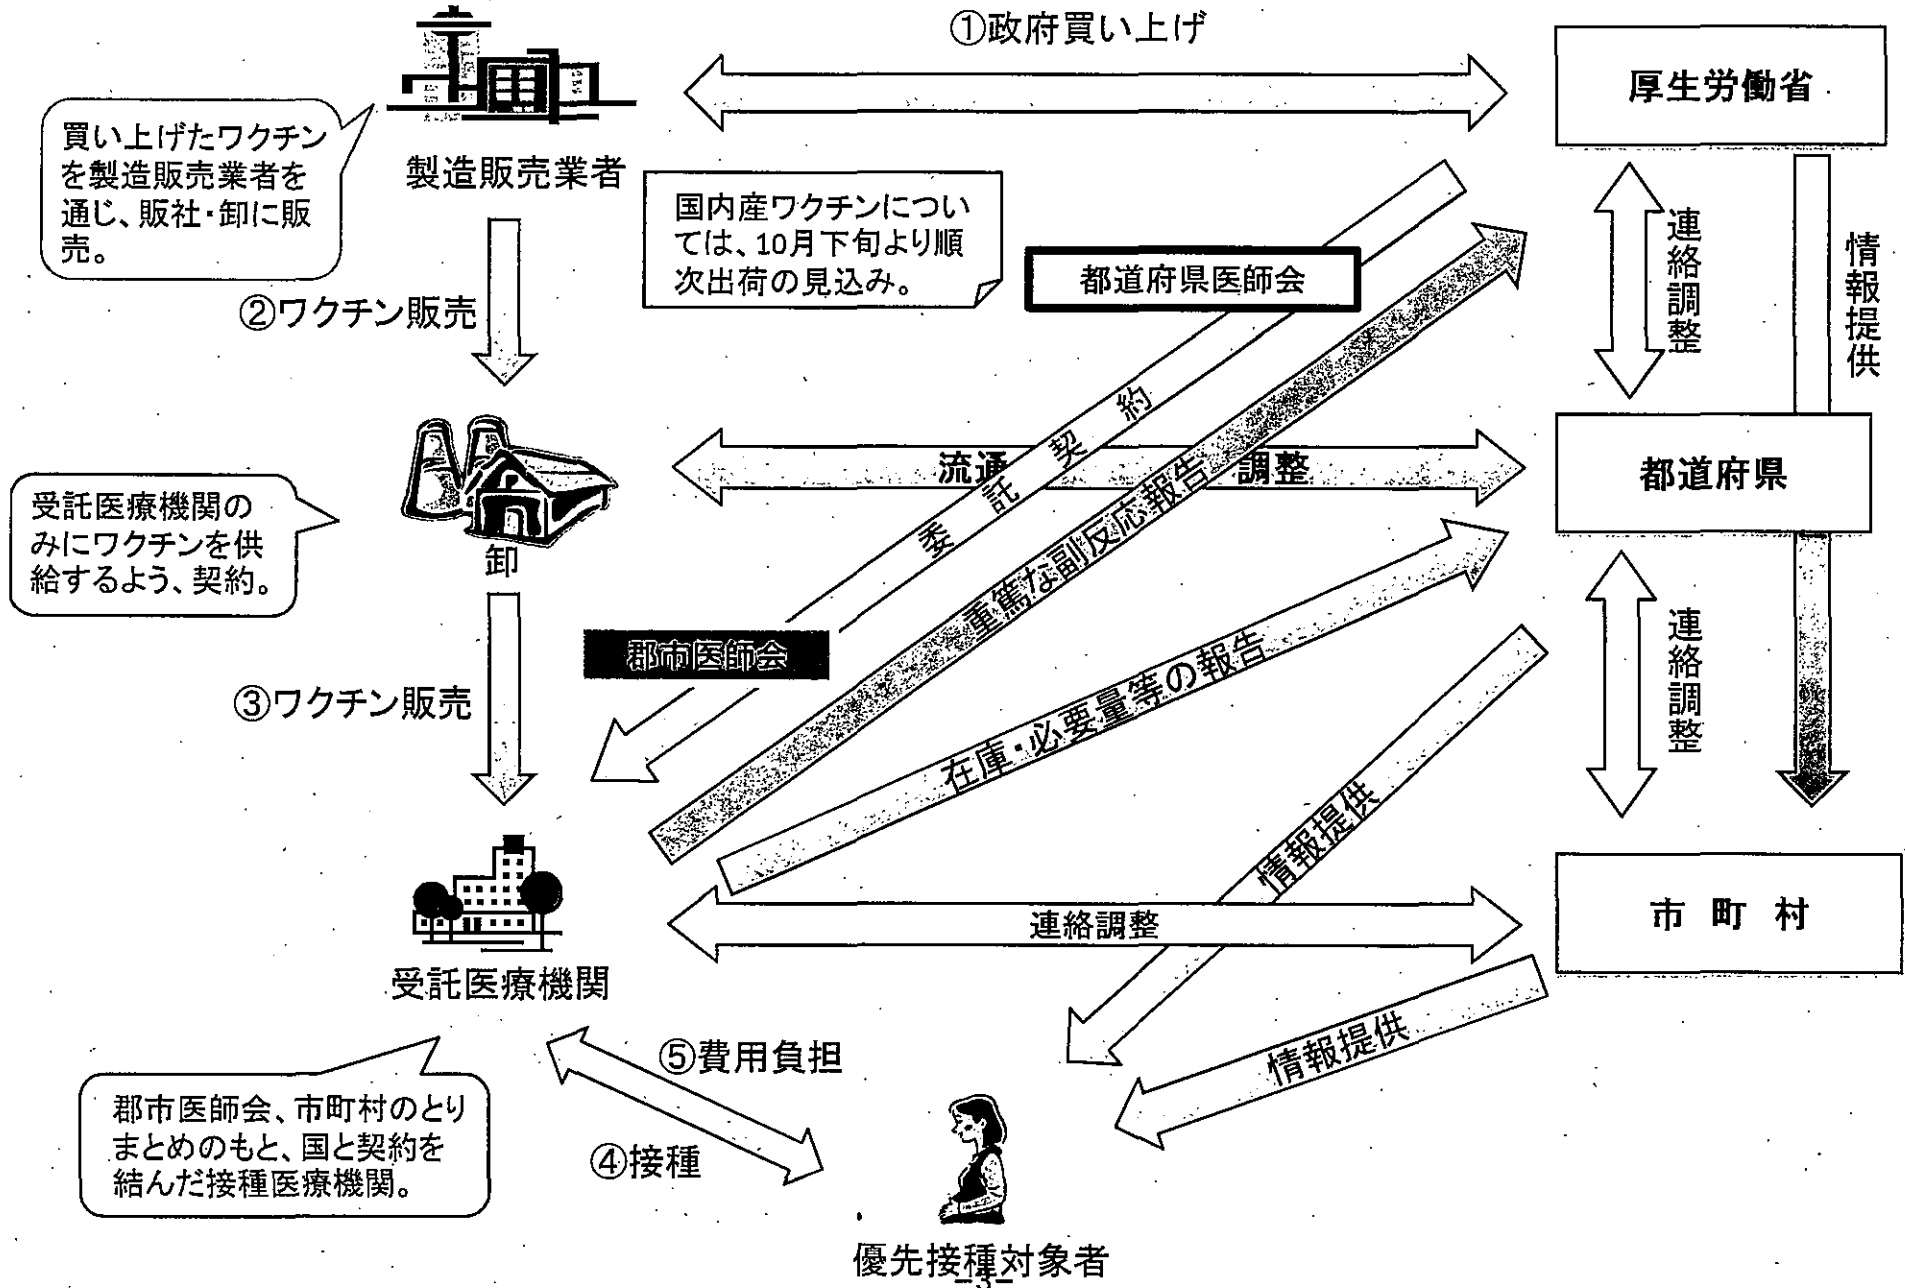 ①政府買い上げ
厚生労働省
買い上げたワクチン
を製造販売業者を
通じ、販社・卸に販
売。
製造販売業者
国内産ワクチンについ
ては、10月下旬より順
次出荷の見込み。
都道府県医師会
連絡調整
情報提供
②ワクチン販売
委託契約
流通
調整
都道府県
受託医療機関の
みにワクチンを供
給するよう、契約。
卸
重篤な副反応報告
郡市医師会
在庫・必要量等の報告
連絡調整
③ワクチン販売
情報提供
連絡調整
市町村
受託医療機関
情報提供
⑤費用負担
④接種
郡市医師会、市町村のとり
まとめのもと、国と契約を
結んだ接種医療機関。
優先接種対象者
-3-